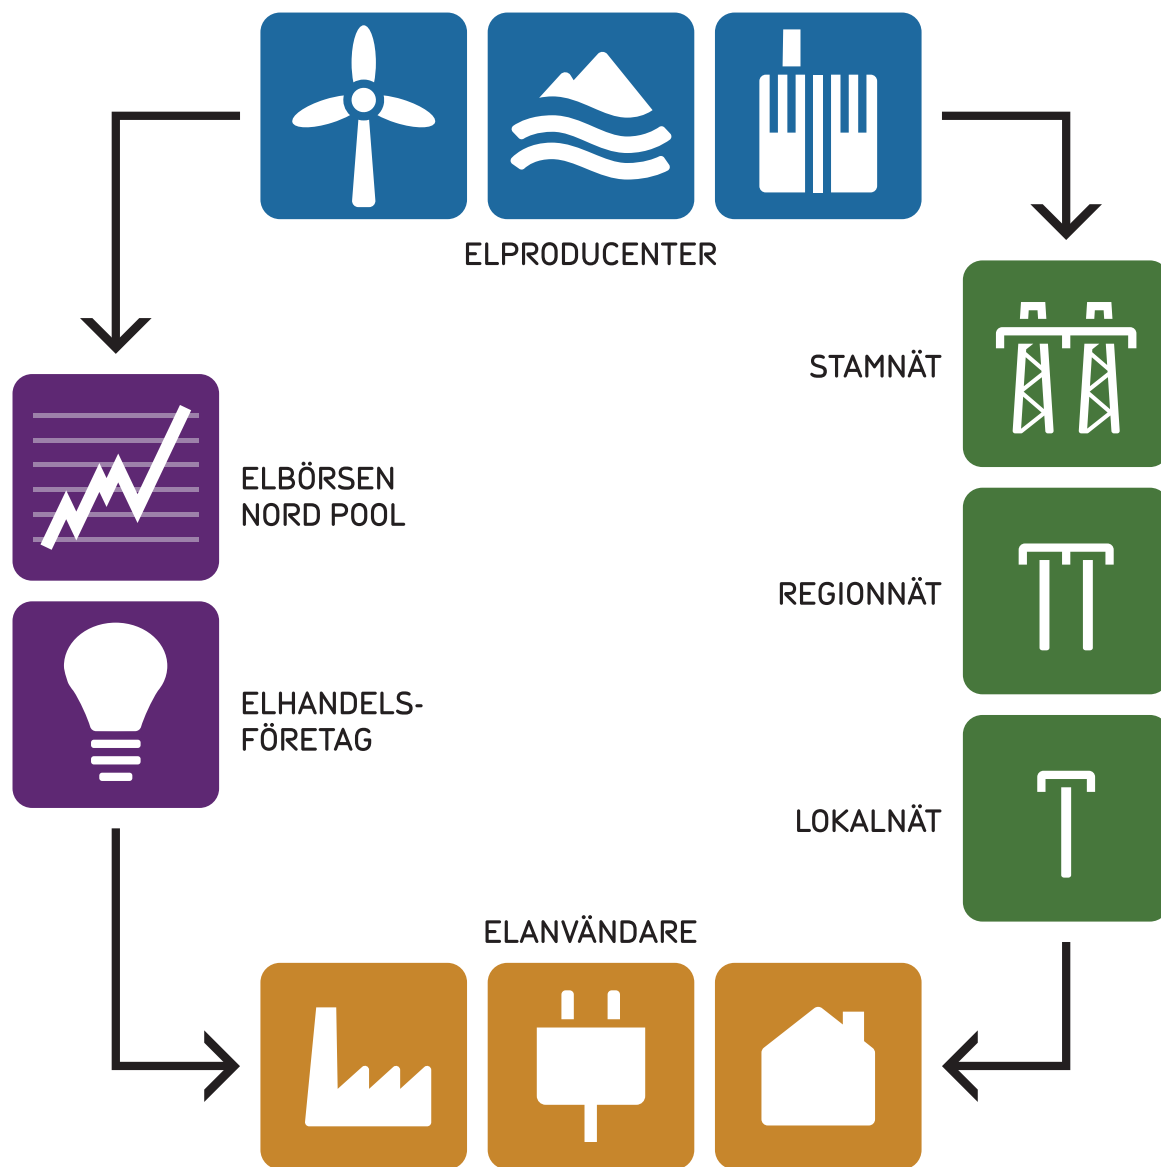 ELPRODUCENTER
STAMNÄT
ELBÖRSEN
NORD POOL
REGIONNÄT
ELHANDELS-
FÖRETAG
LOKALNÄT
ELANVÄNDARE